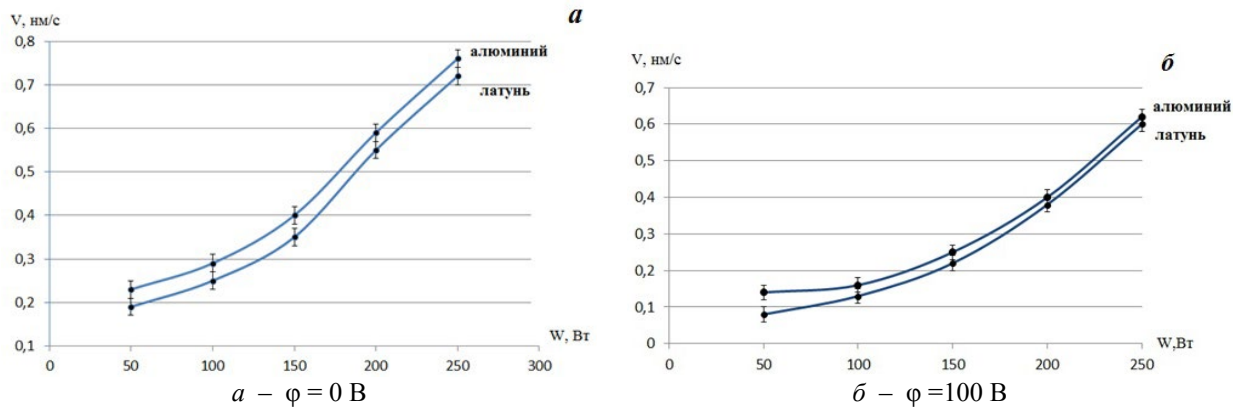 V, нм/с
а
0,8
алюминий
0,7
латунь
0,6
0,5
0,4
0,3
0,2
W, Вт
0,1
0 50 100 150 200 250 300
а – φ = 0 В
V, нм/с
б
0,7
алюминий
0,6
латунь
0,5
0,4
0,3
0,2
0,1
0
W,Вт
0 50 100 150 200 250
б – φ =100 В